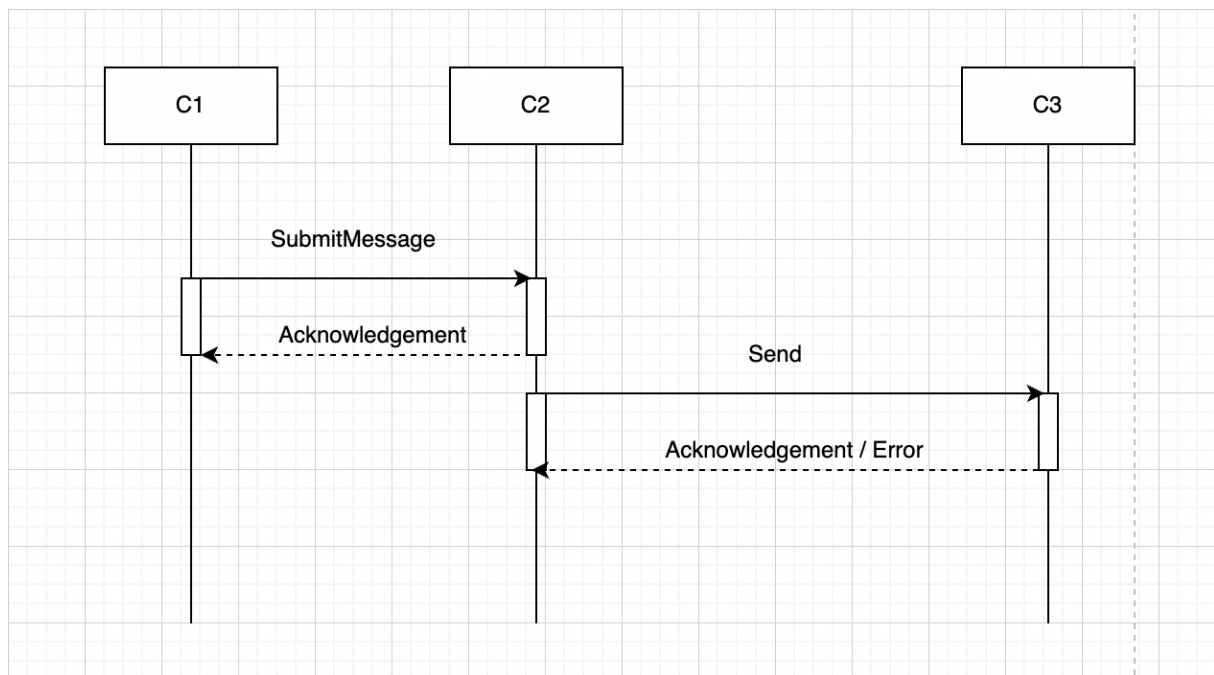 C1
C2
C3
SubmitMessage
Acknowledgement
Send
Acknowledgement / Error